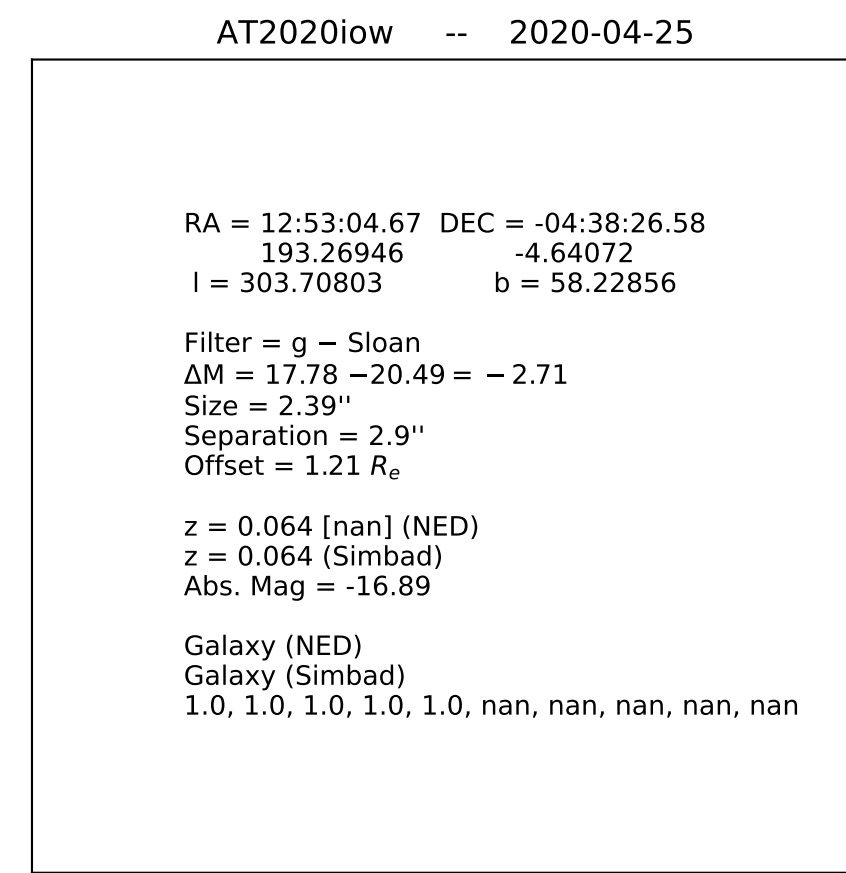 AT2020iow -- 2020-04-25
RA = 12:53:04.67 DEC = -04:38:26.58
193.26946 -4.64072
l = 303.70803 b = 58.22856
Filter = g − Sloan
ΔM = 17.78 −20.49 = −2.71
Size = 2.39''
Separation = 2.9''
Offset = 1.21 Rₑ
z = 0.064 [nan] (NED)
z = 0.064 (Simbad)
Abs. Mag = -16.89
Galaxy (NED)
Galaxy (Simbad)
1.0, 1.0, 1.0, 1.0, 1.0, nan, nan, nan, nan, nan